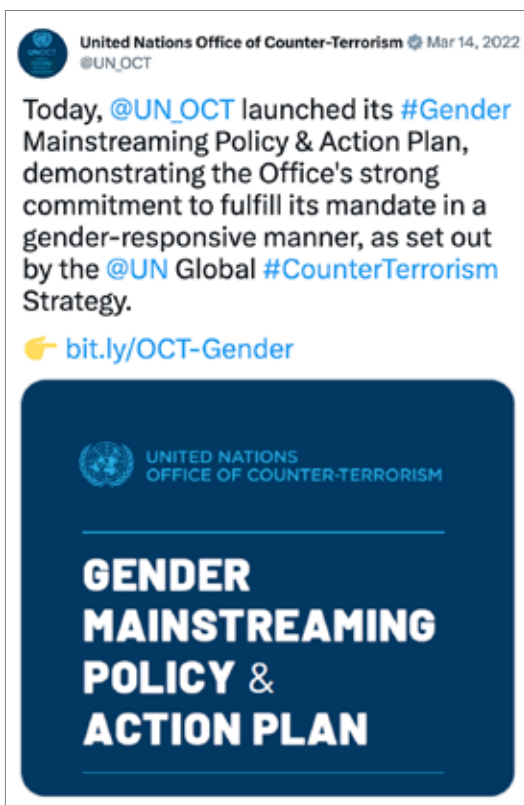 United Nations Office of Counter-Terrorism Mar 14, 2022
@UN_OCT
Today, @UN_OCT launched its #Gender
Mainstreaming Policy & Action Plan,
demonstrating the Office's strong
commitment to fulfill its mandate in a
gender-responsive manner, as set out
by the @UN Global #CounterTerrorism
Strategy.
👉 bit.ly/OCT-Gender
UNITED NATIONS
OFFICE OF COUNTER-TERRORISM
GENDER
MAINSTREAMING
POLICY &
ACTION PLAN